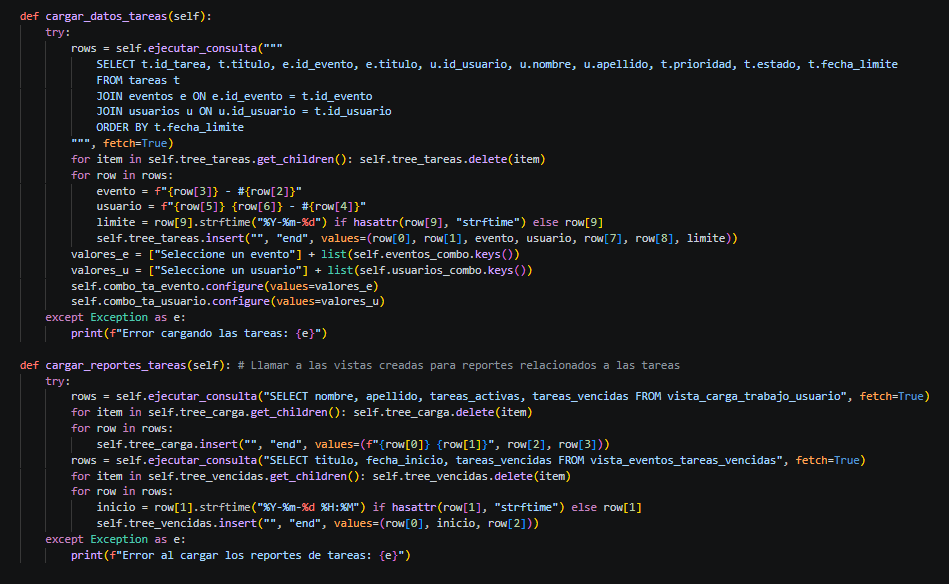 def cargar_datos_tareas(self):
    try:
        rows = self.ejecutar_consulta("""
            SELECT t.id_tarea, t.titulo, e.id_evento, e.titulo, u.id_usuario, u.nombre, u.apellido, t.prioridad, t.estado, t.fecha_limite
            FROM tareas t
            JOIN eventos e ON e.id_evento = t.id_evento
            JOIN usuarios u ON u.id_usuario = t.id_usuario
            ORDER BY t.fecha_limite
        """, fetch=True)
        for item in self.tree_tareas.get_children(): self.tree_tareas.delete(item)
        for row in rows:
            evento = f"{row[3]} - #{row[2]}"
            usuario = f"{row[5]} {row[6]} - #{row[4]}"
            limite = row[9].strftime("%Y-%m-%d") if hasattr(row[9], "strftime") else row[9]
            self.tree_tareas.insert("", "end", values=(row[0], row[1], evento, usuario, row[7], row[8], limite))
        valores_e = ["Seleccione un evento"] + list(self.eventos_combo.keys())
        valores_u = ["Seleccione un usuario"] + list(self.usuarios_combo.keys())
        self.combo_ta_evento.configure(values=valores_e)
        self.combo_ta_usuario.configure(values=valores_u)
    except Exception as e:
        print(f"Error cargando las tareas: {e}")

def cargar_reportes_tareas(self): # Llamar a las vistas creadas para reportes relacionados a las tareas
    try:
        rows = self.ejecutar_consulta("SELECT nombre, apellido, tareas_activas, tareas_vencidas FROM vista_carga_trabajo_usuario", fetch=True)
        for item in self.tree_carga.get_children(): self.tree_carga.delete(item)
        for row in rows:
            self.tree_carga.insert("", "end", values=(f"{row[0]} {row[1]}", row[2], row[3]))
        rows = self.ejecutar_consulta("SELECT titulo, fecha_inicio, tareas_vencidas FROM vista_eventos_tareas_vencidas", fetch=True)
        for item in self.tree_vencidas.get_children(): self.tree_vencidas.delete(item)
        for row in rows:
            inicio = row[1].strftime("%Y-%m-%d %H:%M") if hasattr(row[1], "strftime") else row[1]
            self.tree_vencidas.insert("", "end", values=(row[0], inicio, row[2]))
    except Exception as e:
        print(f"Error al cargar los reportes de tareas: {e}")